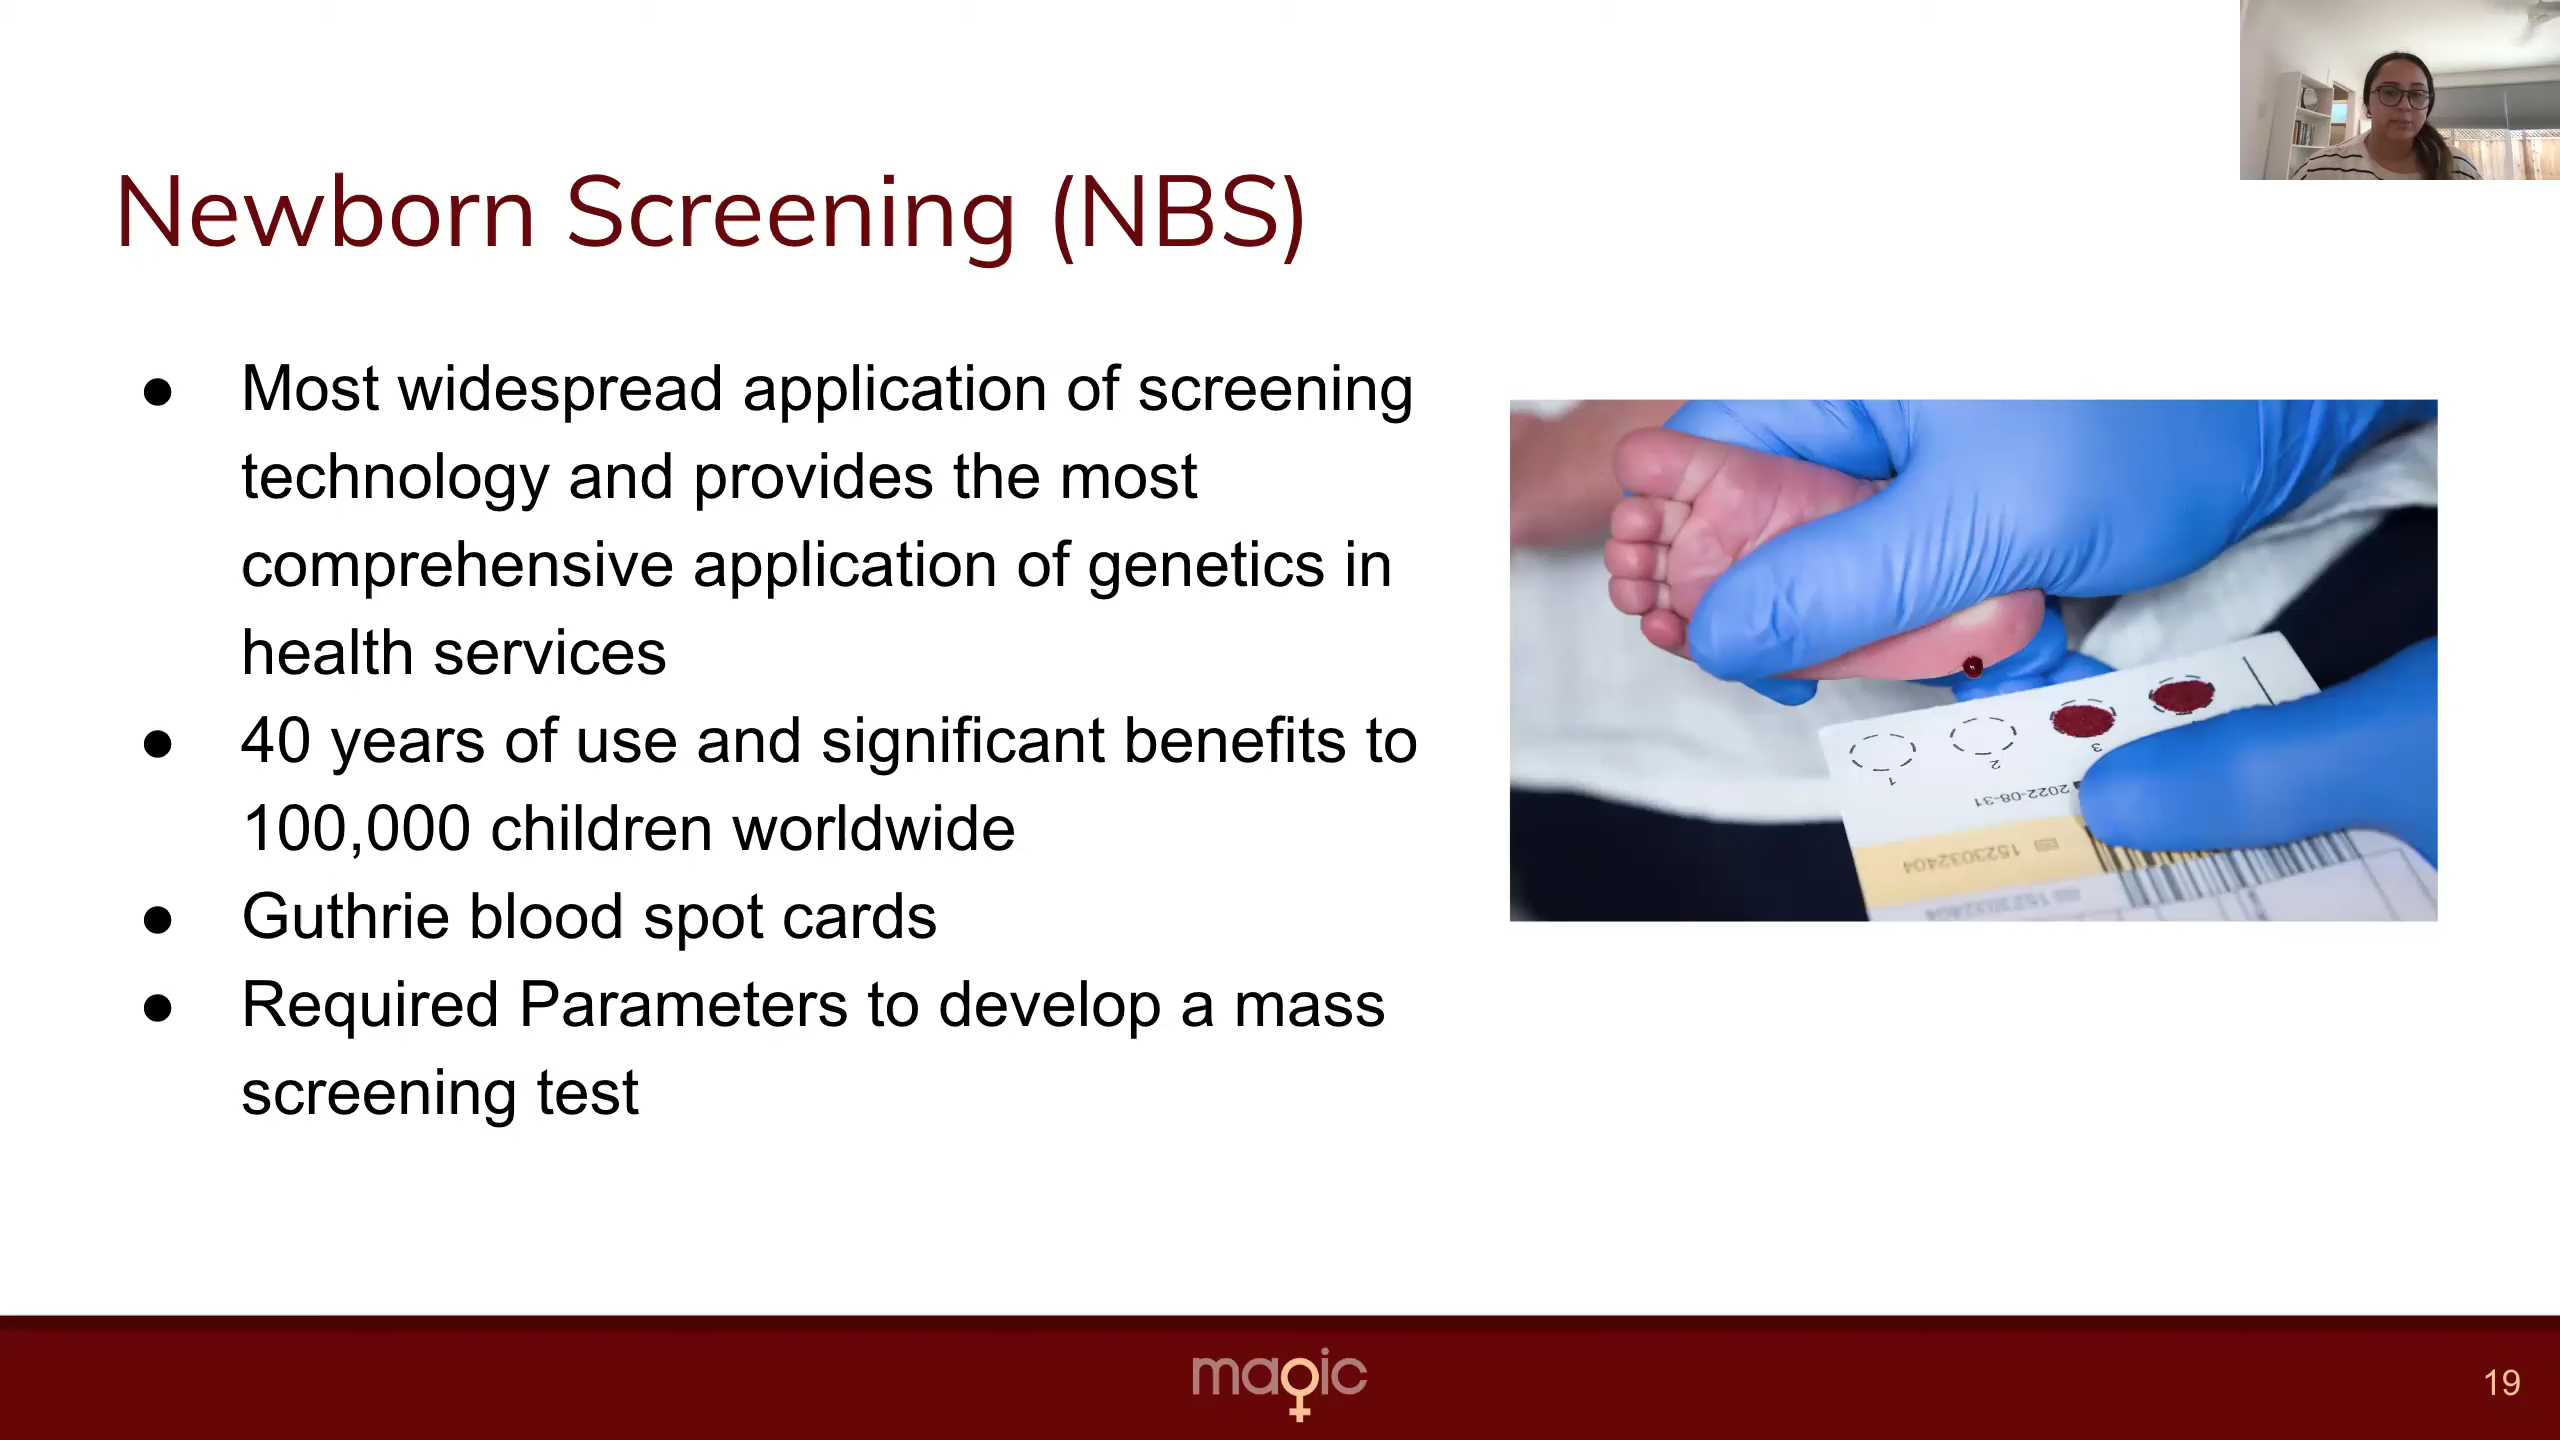 Newborn Screening (NBS)
● Most widespread application of screening
technology and provides the most
comprehensive application of genetics in
health services
● 40 years of use and significant benefits to
100,000 children worldwide
● Guthrie blood spot cards
● Required Parameters to develop a mass
screening test
1
2
3
2022-08-31
1523032404
1523032404
magic
19